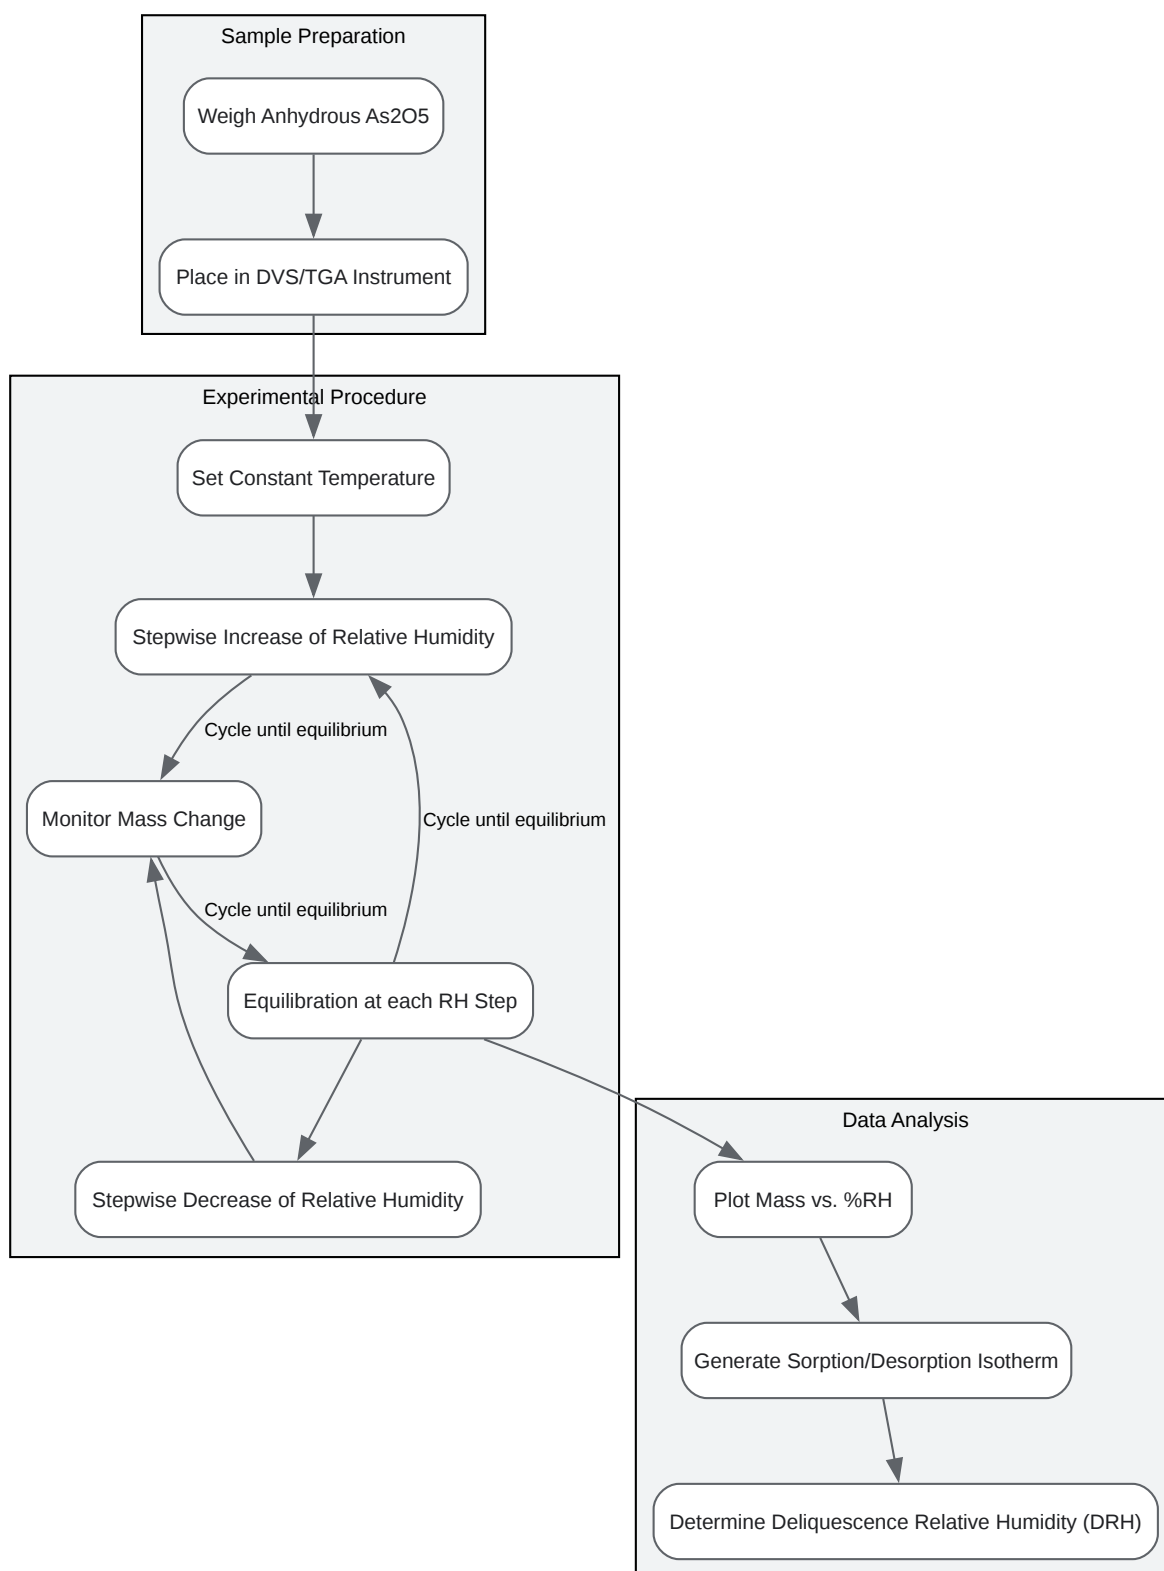 Sample Preparation
Weigh Anhydrous As2O5
Place in DVS/TGA Instrument
Experimental Procedure
Set Constant Temperature
Stepwise Increase of Relative Humidity
Cycle until equilibrium
Monitor Mass Change
Cycle until equilibrium
Cycle until equilibrium
Equilibration at each RH Step
Stepwise Decrease of Relative Humidity
Data Analysis
Plot Mass vs. %RH
Generate Sorption/Desorption Isotherm
Determine Deliquescence Relative Humidity (DRH)